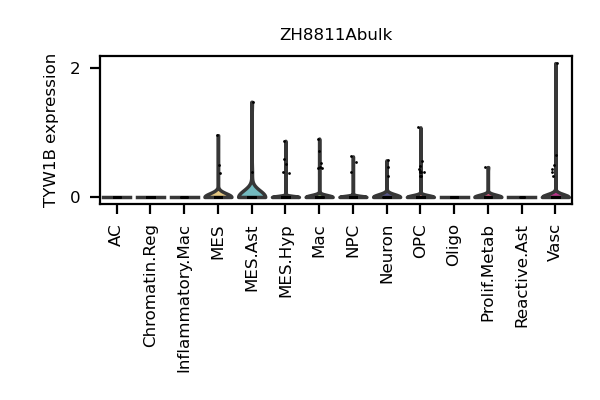 ZH8811Abulk
TYW1B expression
2
0
AC
Chromatin.Reg
Inflammatory.Mac
MES
MES.Ast
MES.Hyp
Mac
NPC
Neuron
OPC
Oligo
Prolif.Metab
Reactive.Ast
Vasc